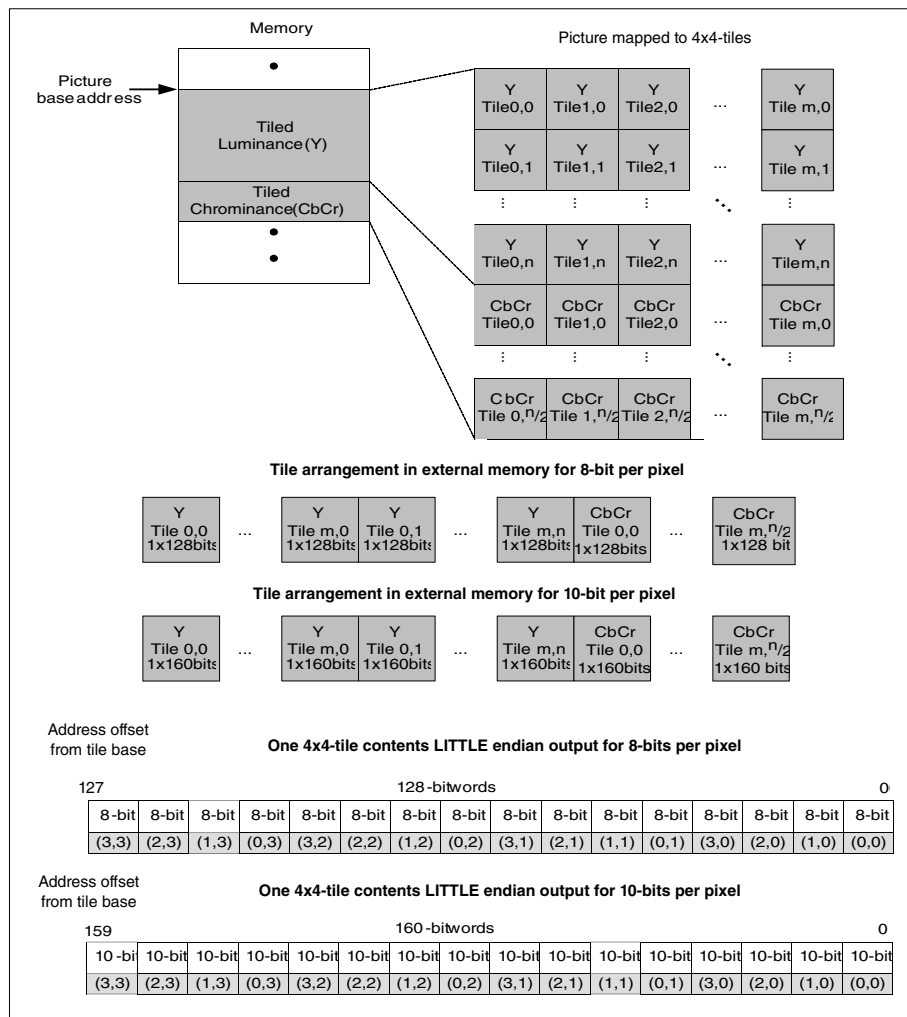 Memory
Picture mapped to 4x4-tiles
Picture
base address
Tiled
Luminance (Y)
Tiled
Chrominance(CbCr)
Y Y Y Y
Tile0,0 Tile1,0 Tile2,0 ... Tile m,0
Y Y Y Y
Tile0,1 Tile1,1 Tile2,1 ... Tile m,1
Y Y Y Y
Tile0,n Tile1,n Tile2,n ... Tilem,n
CbCr CbCr CbCr CbCr
Tile0,0 Tile1,0 Tile2,0 ... Tile m,0
CbCr CbCr CbCr CbCr
Tile 0,n/2 Tile 1,n/2 Tile 2,n/2 ... Tile m,n/2
Tile arrangement in external memory for 8-bit per pixel
Y Y Y Y CbCr CbCr
Tile 0,0 ... Tile m,0 Tile 0,1 ... Tile m,n Tile 0,0 ... Tile m,n/2
1x128bits 1x128bits 1x128bits 1x128bits 1x128bits 1x128 bit
Tile arrangement in external memory for 10-bit per pixel
Y Y Y Y CbCr CbCr
Tile 0,0 ... Tile m,0 Tile 0,1 ... Tile m,n Tile 0,0 ... Tile m,n/2
1x160bits 1x160bits 1x160bits 1x160bits 1x160bits 1x160 bits
Address offset
from tile base
One 4x4-tile contents LITTLE endian output for 8-bits per pixel
127 128-bitwords 0
8-bit 8-bit 8-bit 8-bit 8-bit 8-bit 8-bit 8-bit 8-bit 8-bit 8-bit 8-bit 8-bit 8-bit 8-bit 8-bit
(3,3) (2,3) (1,3) (0,3) (3,2) (2,2) (1,2) (0,2) (3,1) (2,1) (1,1) (0,1) (3,0) (2,0) (1,0) (0,0)
Address offset
from tile base
One 4x4-tile contents LITTLE endian output for 10-bits per pixel
159 160-bitwords 0
10-bit 10-bit 10-bit 10-bit 10-bit 10-bit 10-bit 10-bit 10-bit 10-bit 10-bit 10-bit 10-bit 10-bit 10-bit 10-bit
(3,3) (2,3) (1,3) (0,3) (3,2) (2,2) (1,2) (0,2) (3,1) (2,1) (1,1) (0,1) (3,0) (2,0) (1,0) (0,0)